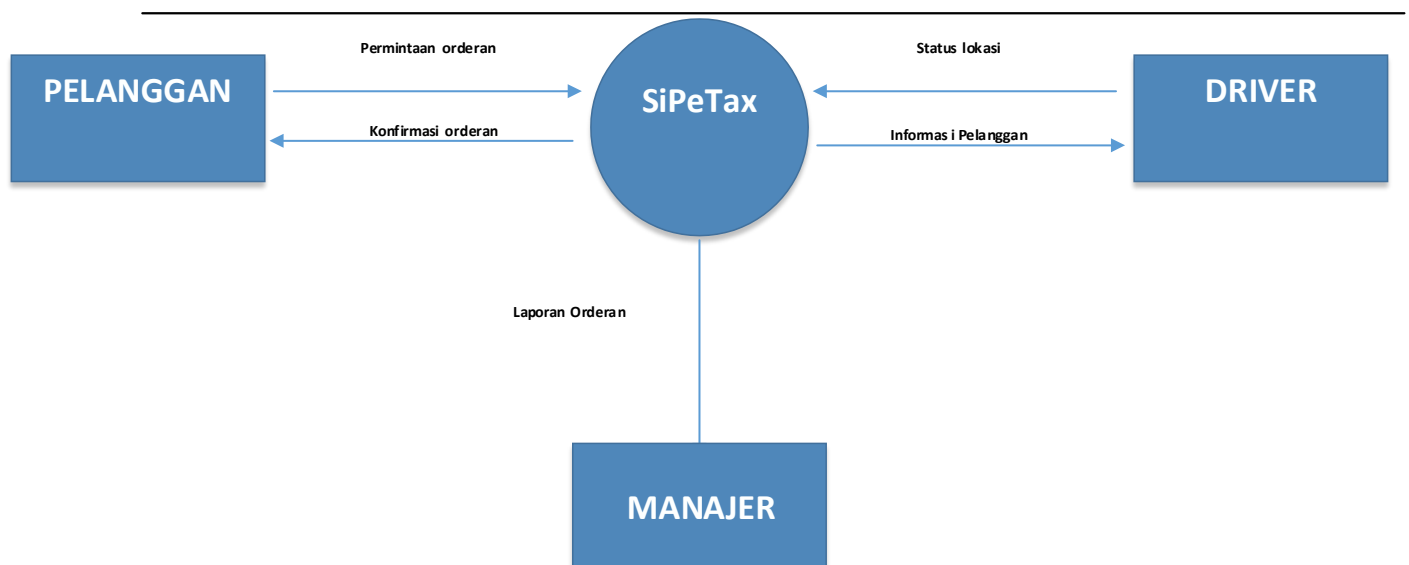 Permintaan orderan
Status lokasi
PELANGGAN
SiPeTax
DRIVER
Konfirmasi orderan
Informas i Pelanggan
Laporan Orderan
MANAJER